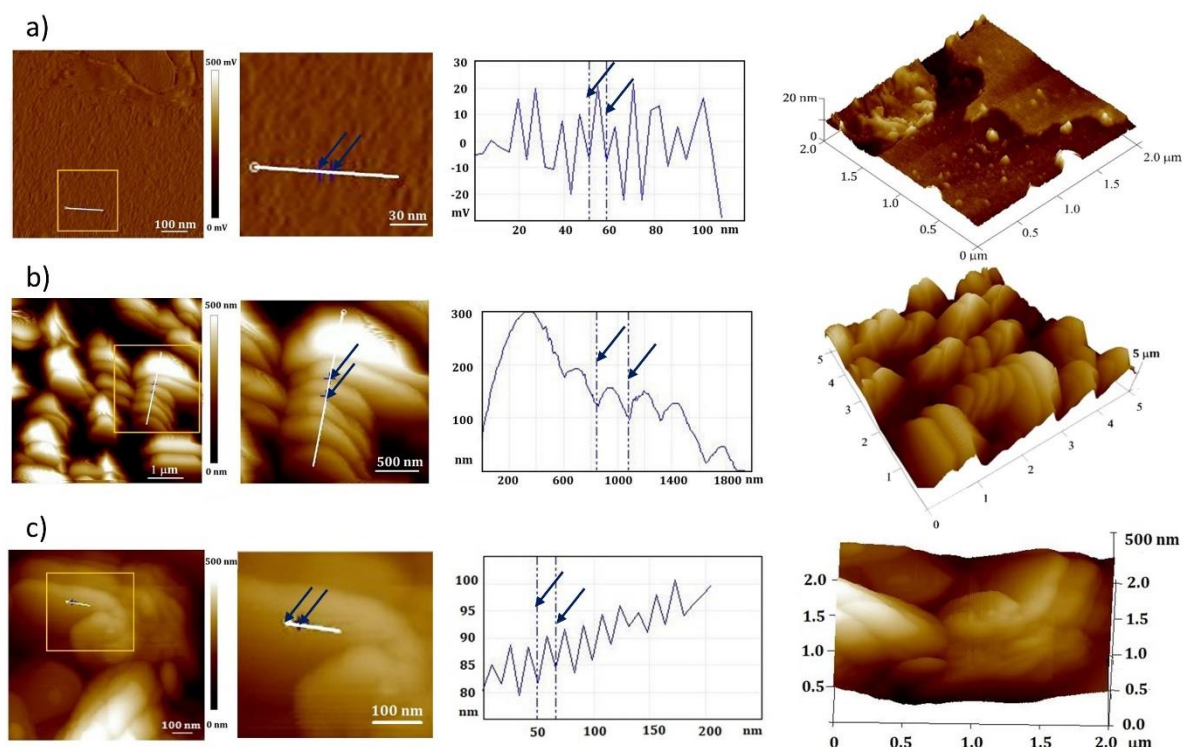 a)
500 mV
0 mV
100 nm
30 nm
30
20
10
0
-10
-20
mV
20 40 60 80 100 nm
20 nm
0
2.0
1.5
1.0
0.5
0 μm
0.5
1.0
1.5
2.0 μm
b)
500 nm
0 nm
1 μm
500 nm
300
200
100
nm
200 600 1000 1400 1800 nm
5
4
3
2
1
0
1
2
3
4
5
5 μm
c)
500 nm
0 nm
100 nm
100 nm
100
95
90
85
80
nm
50 100 150 200 nm
2.0
1.5
1.0
0.5
500 nm
2.0
1.5
1.0
0.5
0.0
0.0 0.5 1.0 1.5 2.0 μm